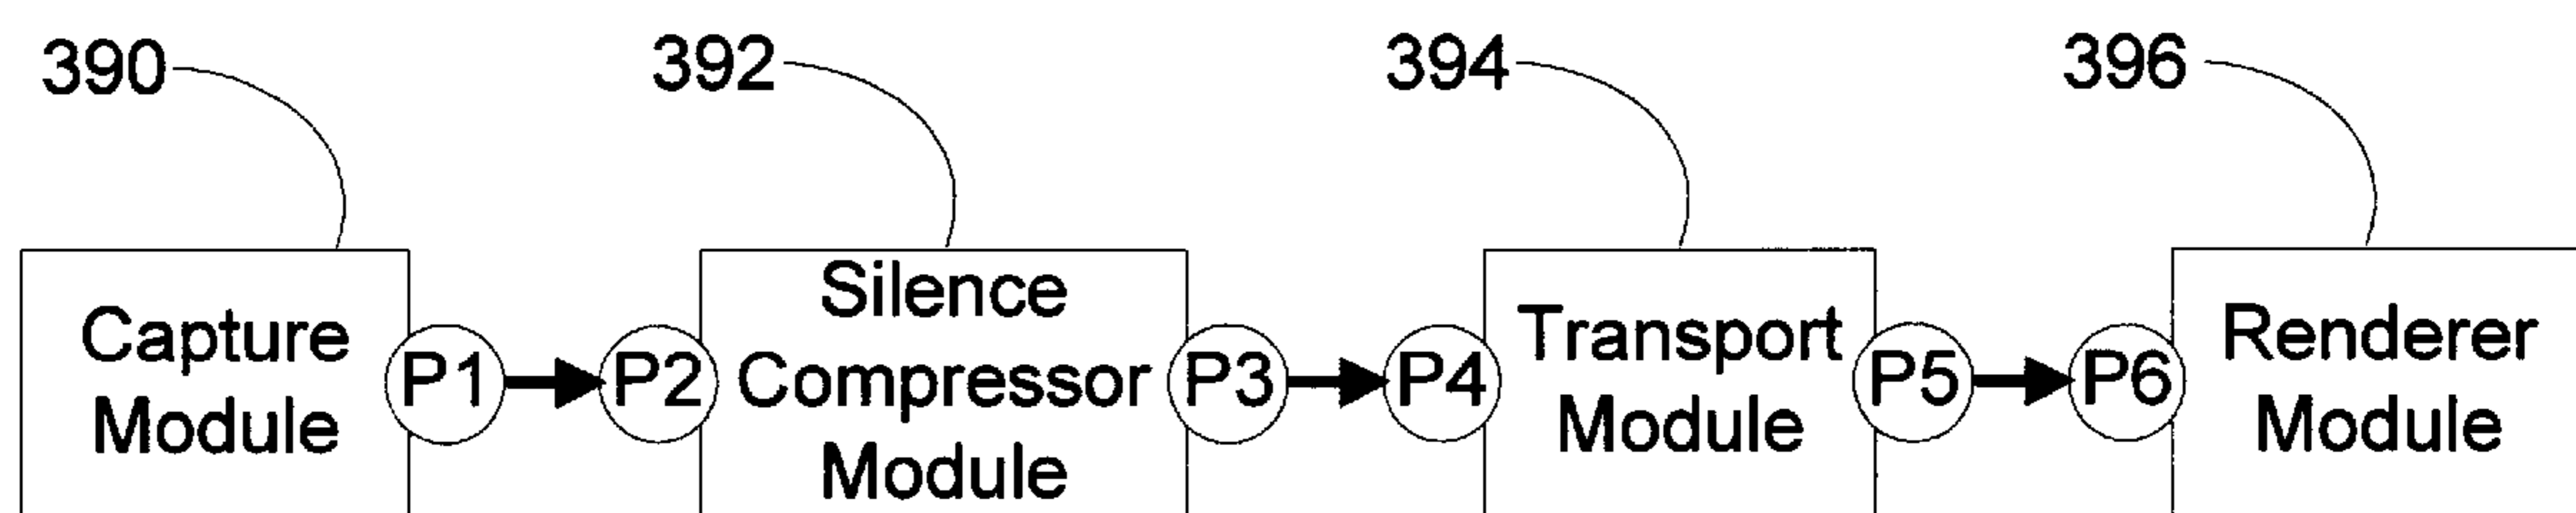 390 392 394 396
Capture
Module
P1
P2
Silence
Compressor
Module
P3
P4
Transport
Module
P5
P6
Renderer
Module